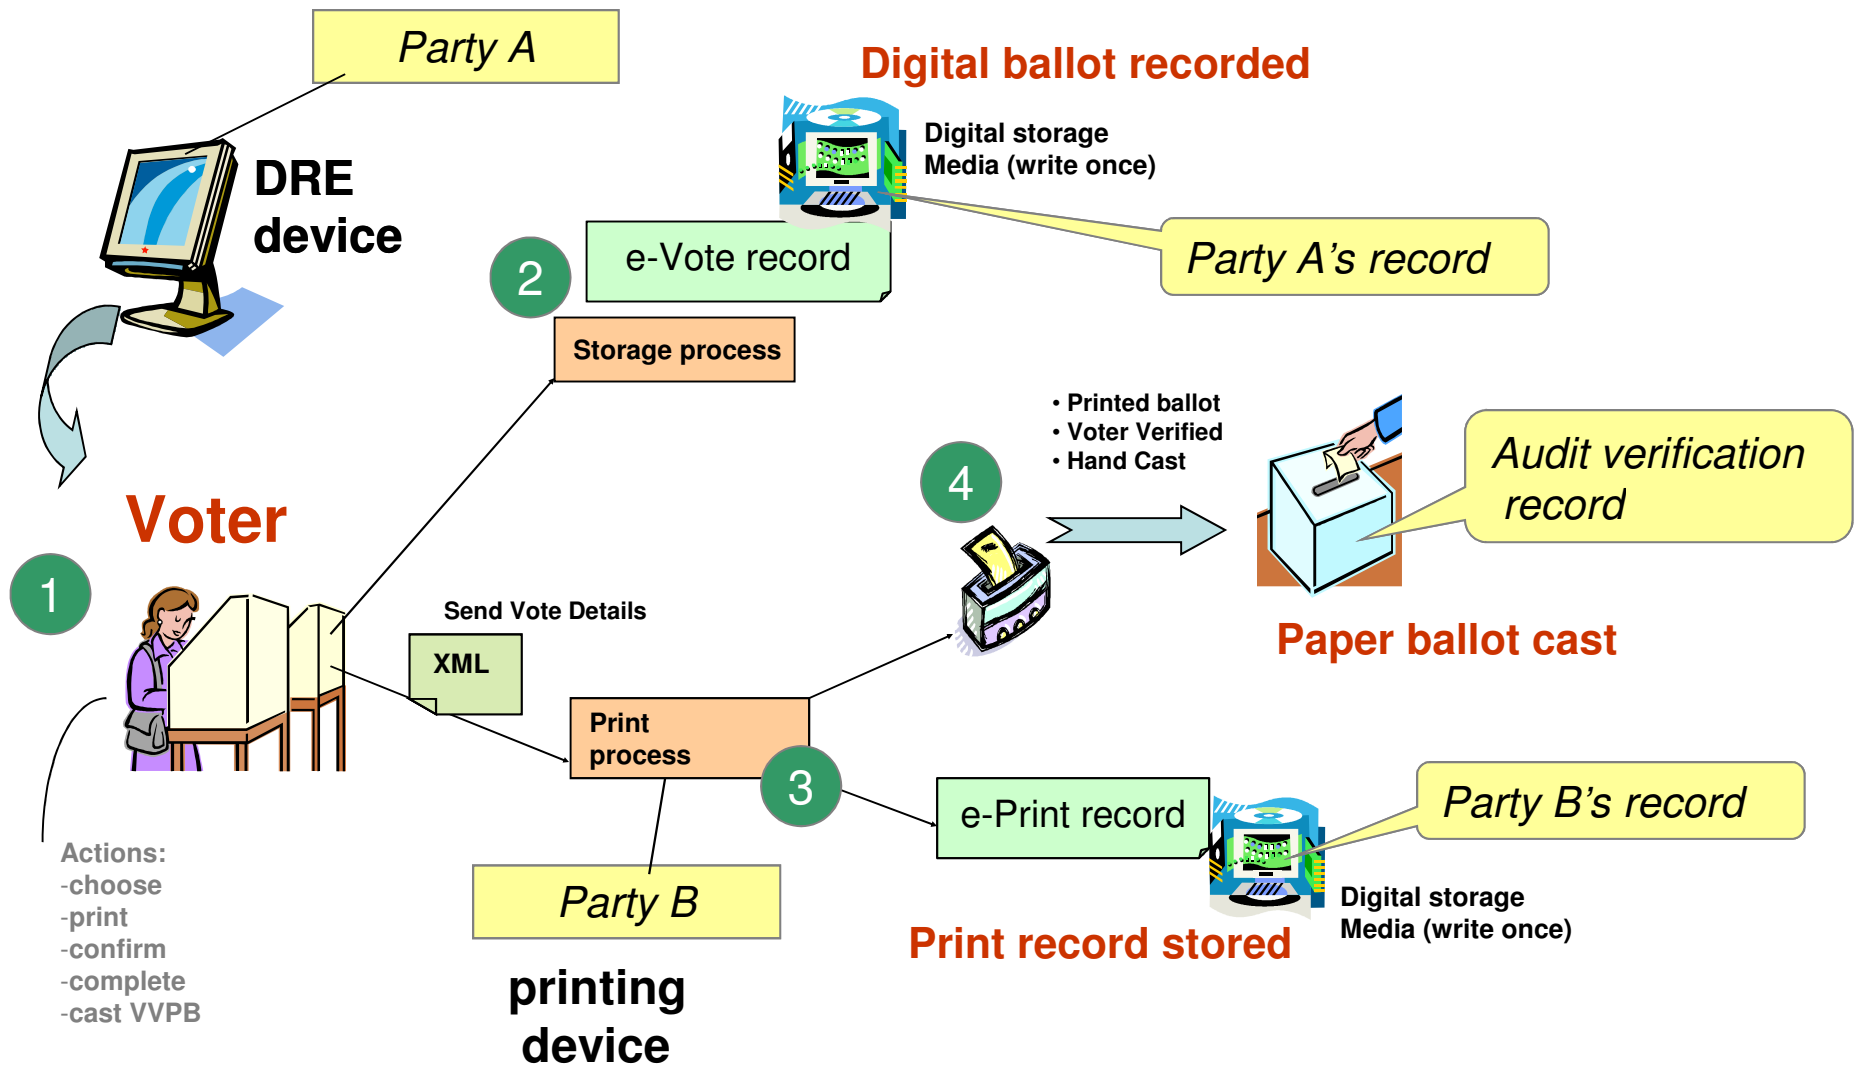 Party A
DRE
device
Digital ballot recorded
Digital storage
Media (write once)
2
e-Vote record
Party A’s record
Storage process
• Printed ballot
• Voter Verified
• Hand Cast
4
Audit verification
record
Voter
1
Send Vote Details
XML
Paper ballot cast
Print
process
3
e-Print record
Party B’s record
Actions:
-choose
-print
-confirm
-complete
-cast VVPB
Party B
Digital storage
Media (write once)
Print record stored
printing
device